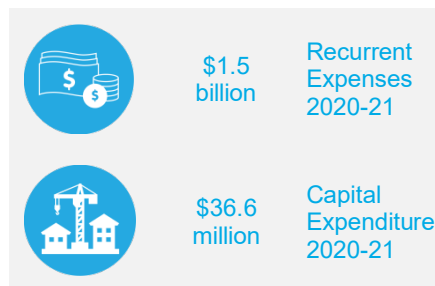 $
$
$1.5
billion
Recurrent
Expenses
2020-21
$36.6
million
Capital
Expenditure
2020-21